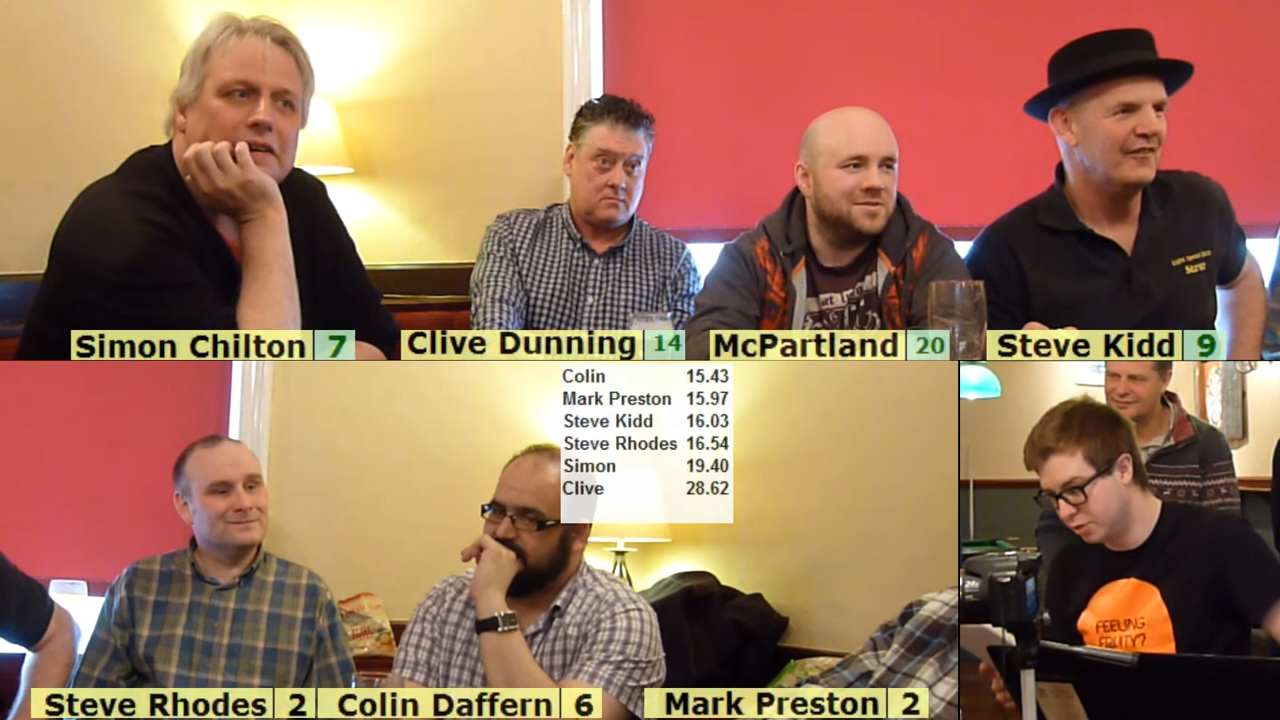 Steve
Simon Chilton 7
Clive Dunning 14
McPartland 20
Steve Kidd 9
Colin 15.43
Mark Preston 15.97
Steve Kidd 16.03
Steve Rhodes 16.54
Simon 19.40
Clive 28.62
FEELING
FRUITY?
Steve Rhodes 2
Colin Daffern 6
Mark Preston 2